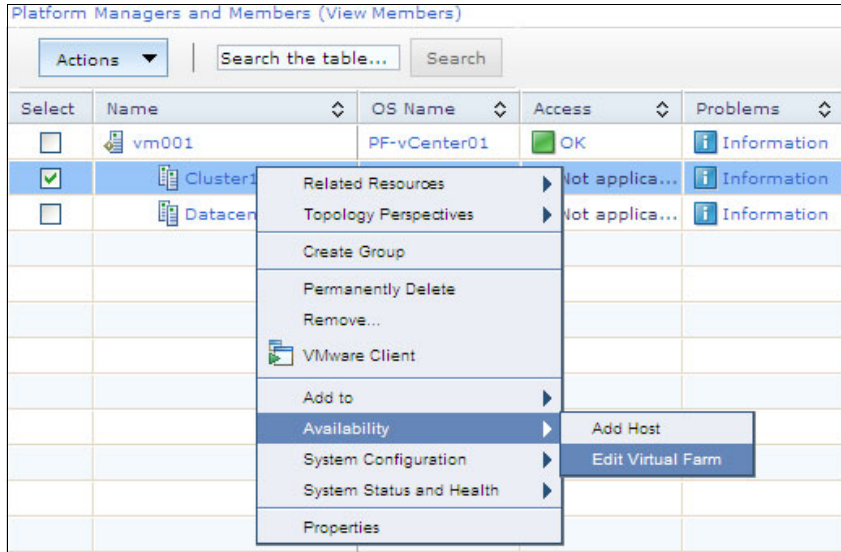 Platform Managers and Members (View Members)
Actions Search the table... Search
Select Name OS Name Access Problems
vm001 PF-vCenter01 OK Information
Cluster1 Not applica... Information
Datacen Not applica... Information
Related Resources
Topology Perspectives
Create Group
Permanently Delete
Remove...
VMware Client
Add to
Availability
Add Host
Edit Virtual Farm
System Configuration
System Status and Health
Properties